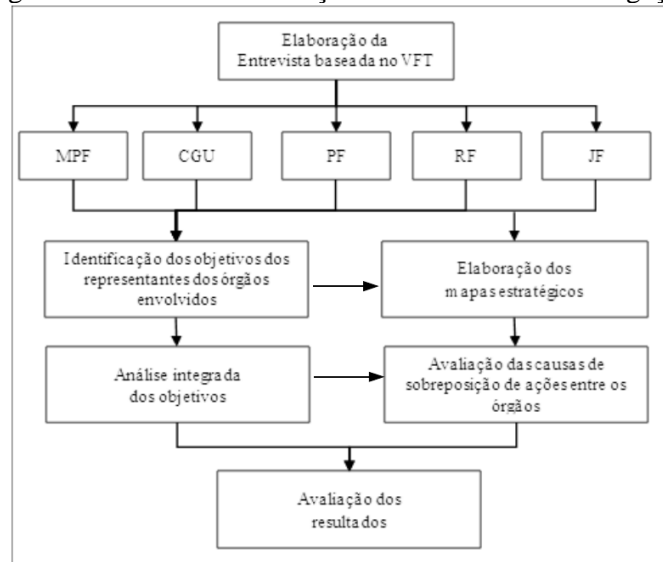 Elaboração da
Entrevista baseada no VFT
MPF
CGU
PF
RF
JF
Identificação dos objetivos dos
representantes dos órgãos
envolvidos
Elaboração dos
mapas estratégicos
Análise integrada
dos objetivos
Avaliação das causas de
sobreposição de ações entre os
órgãos
Avaliação dos
resultados